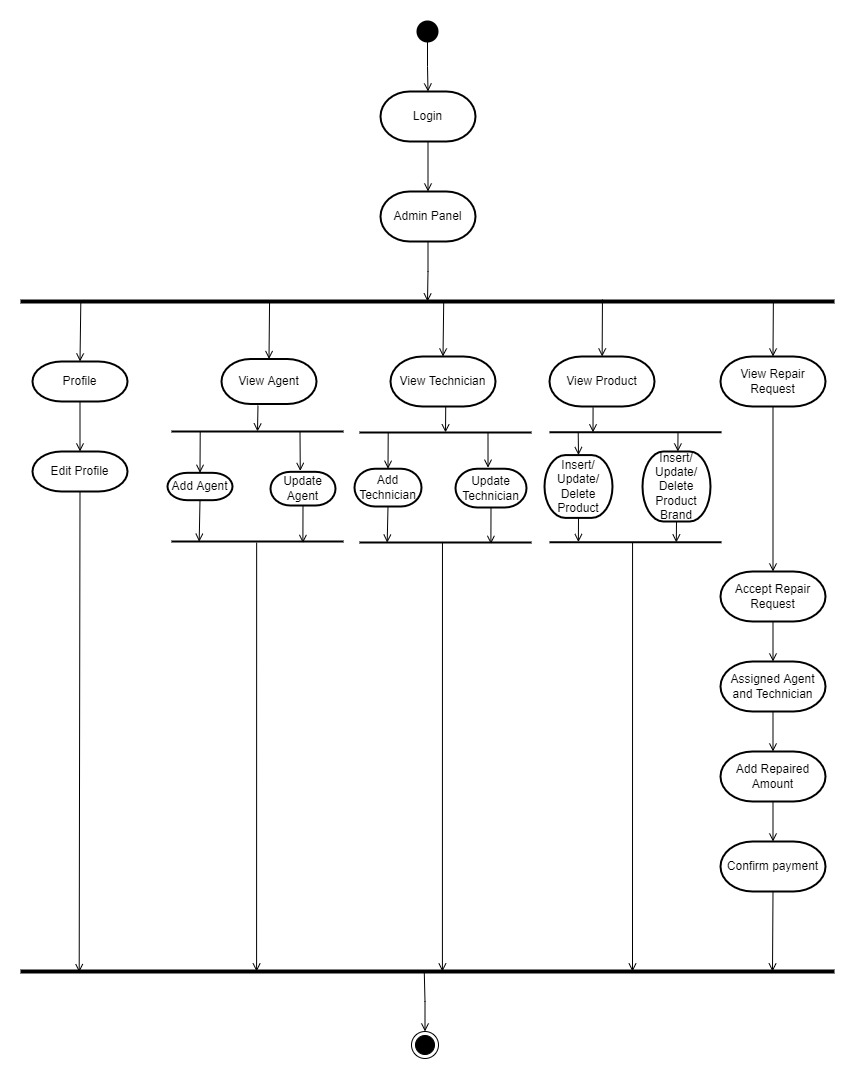 Login
Admin Panel
Profile
View Agent
View Technician
View Product
View Repair
Request
Edit Profile
Add Agent
Update
Agent
Add
Technician
Update
Technician
Insert/
Update/
Delete
Product
Insert/
Update/
Delete
Product
Brand
Accept Repair
Request
Assigned Agent
and Technician
Add Repaired
Amount
Confirm payment